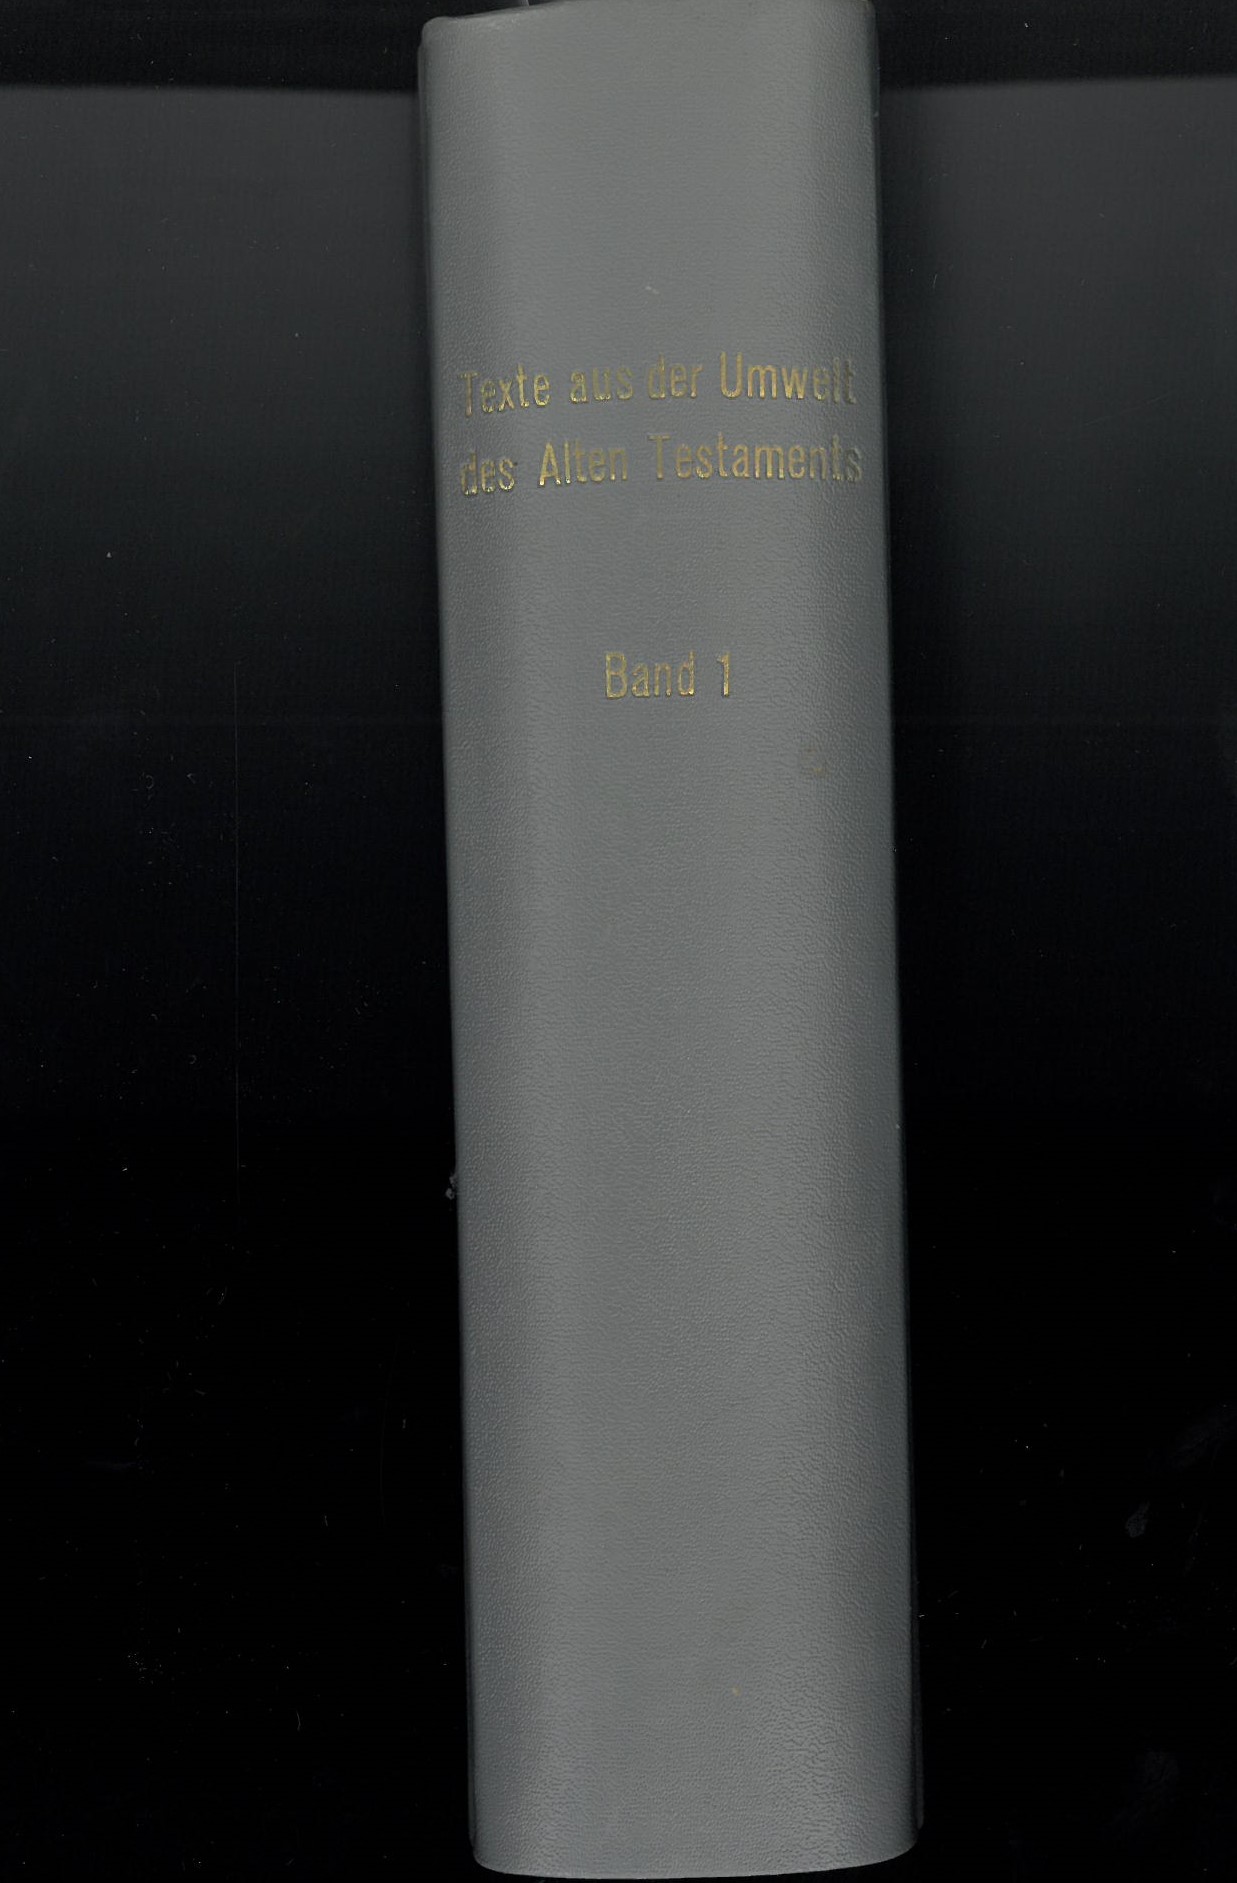 Texte aus der Umwelt
des Alten Testaments
Band 1